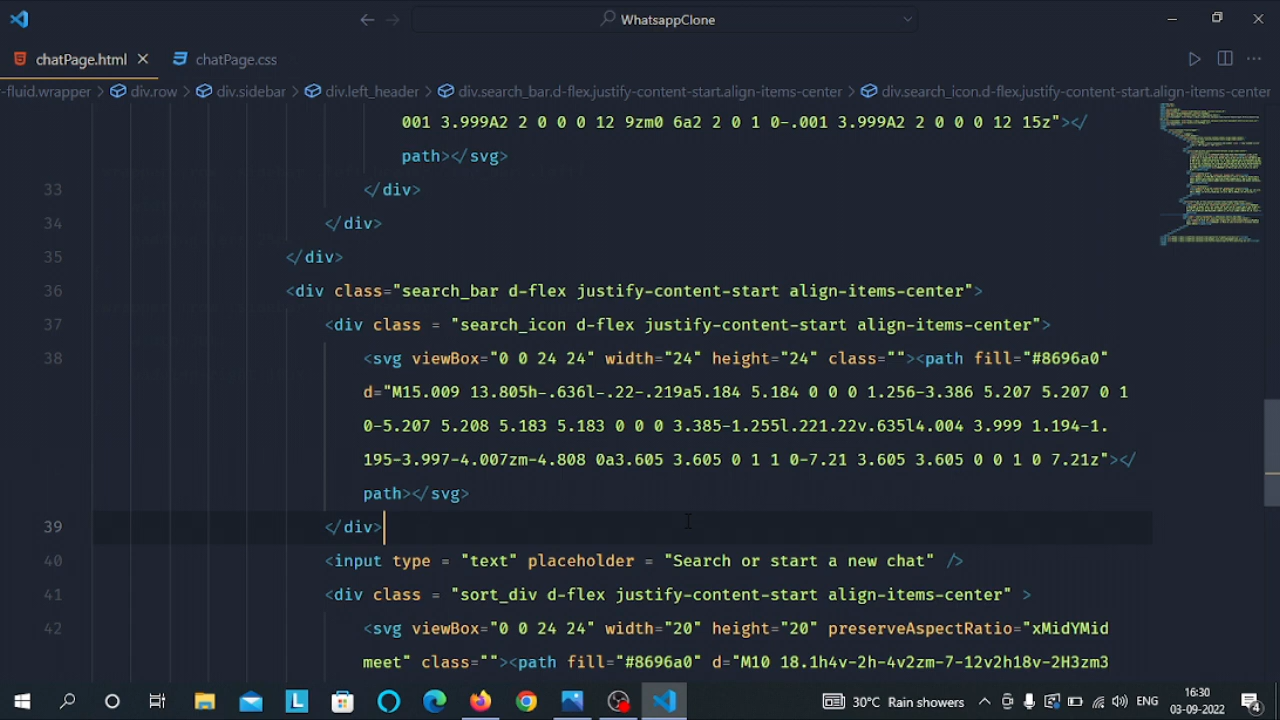 WhatsappClone
chatPage.html
chatPage.css
r-fluid.wrapper > div.row > div.sidebar > div.left_header > div.search_bar.d-flex.justify-content-start.align-items-center > div.search_icon.d-flex.justify-content-start.align-items-center
001 3.999A2 2 0 0 0 12 9zm0 6a2 2 0 1 0-.001 3.999A2 2 0 0 0 12 15z"></
path></svg>
33 </div>
34 </div>
35 </div>
36 <div class="search_bar d-flex justify-content-start align-items-center">
37 <div class = "search_icon d-flex justify-content-start align-items-center">
38 <svg viewBox="0 0 24 24" width="24" height="24" class=""><path fill="#8696a0"
d="M15.009 13.805h-.636l-.22-.219a5.184 5.184 0 0 0 1.256-3.386 5.207 5.207 0 1
0-5.207 5.208 5.183 5.183 0 0 0 3.385-1.255l.221.22v.635l4.004 3.999 1.194-1.
195-3.997-4.007zm-4.808 0a3.605 3.605 0 1 1 0-7.21 3.605 3.605 0 0 1 0 7.21z"></
path></svg>
39 </div>
40 <input type = "text" placeholder = "Search or start a new chat" />
41 <div class = "sort_div d-flex justify-content-start align-items-center" >
42 <svg viewBox="0 0 24 24" width="20" height="20" preserveAspectRatio="xMidYMid
meet" class=""><path fill="#8696a0" d="M10 18.1h4v-2h-4v2zm-7-12v2h18v-2H3zm3
30°C Rain showers
ENG
16:30
03-09-2022
4